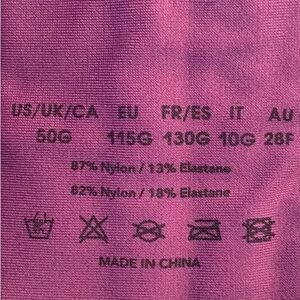 US/UK/CA EU FR/ES IT AU
50G 115G 130G 10G 28F
87% Nylon / 13% Elastane
82% Nylon / 18% Elastane
MADE IN CHINA